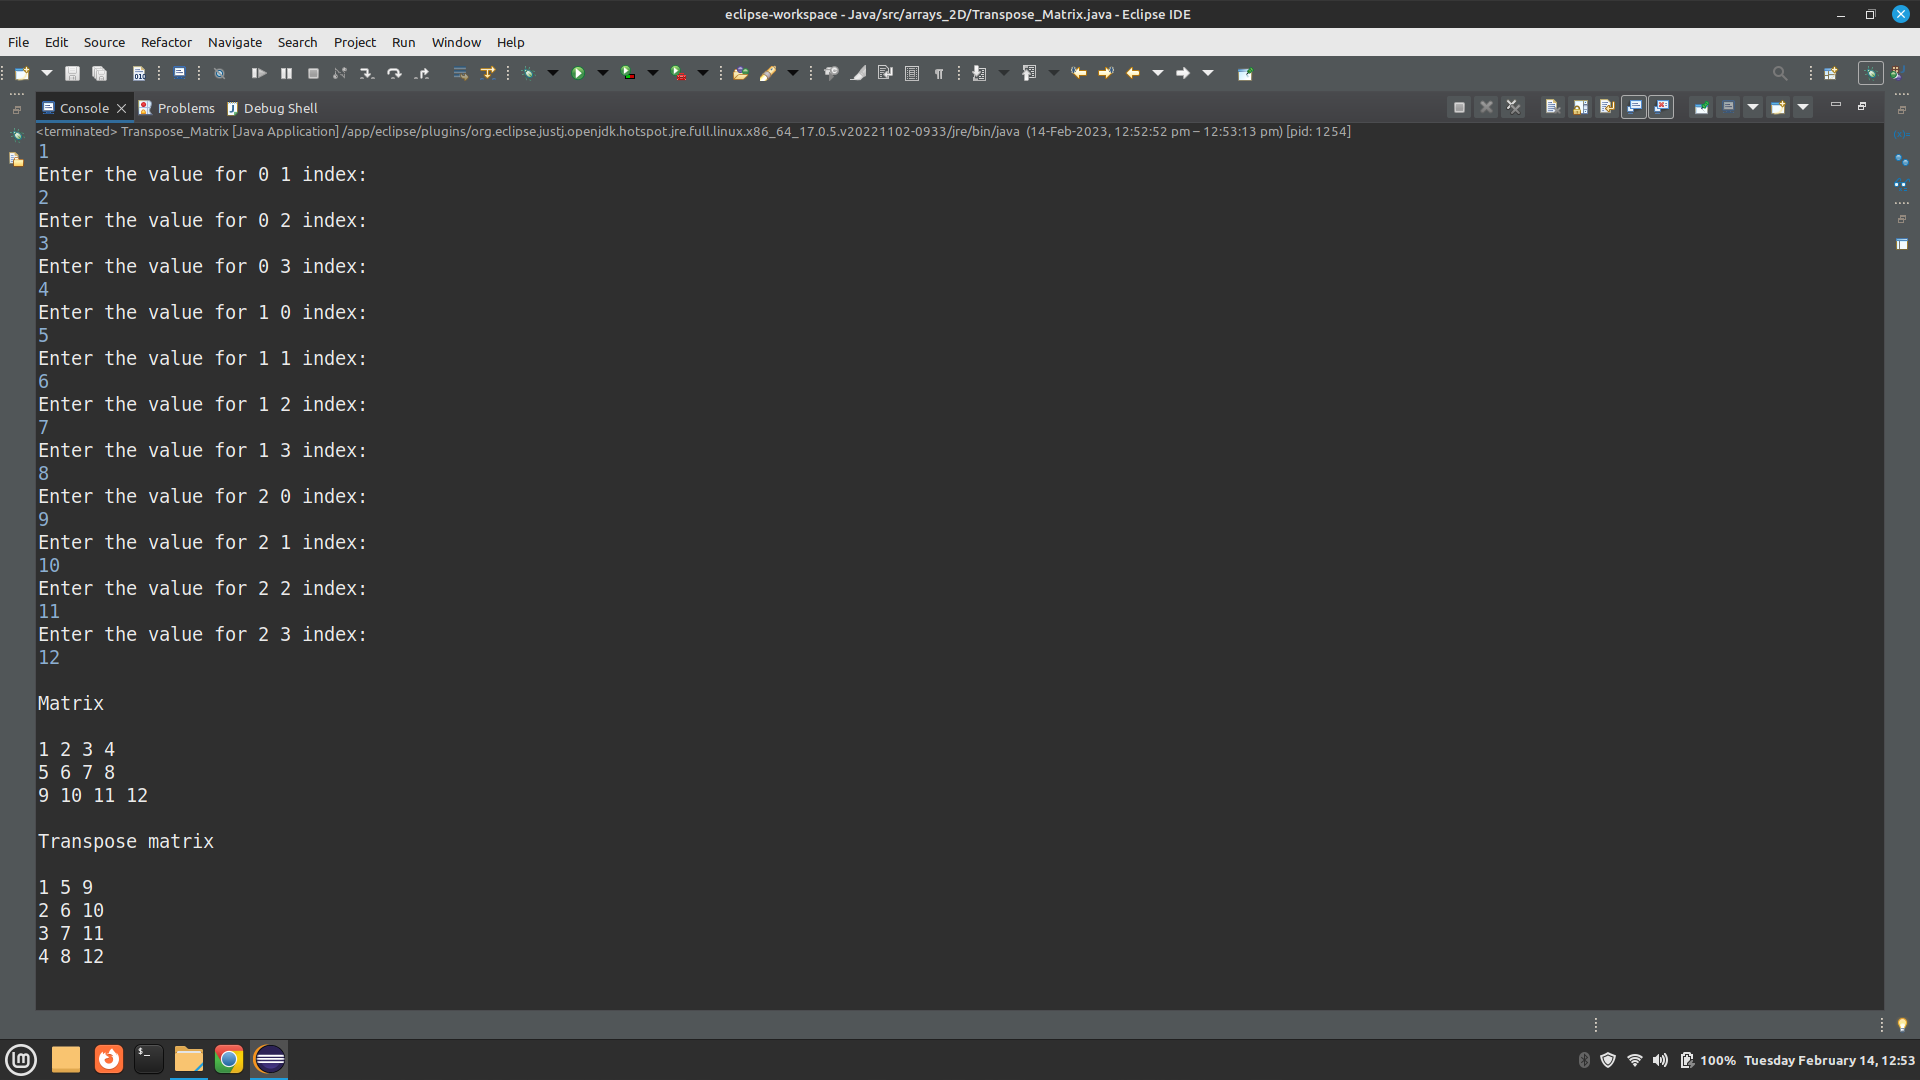 eclipse-workspace - Java/src/arrays_2D/Transpose_Matrix.java - Eclipse IDE
File Edit Source Refactor Navigate Search Project Run Window Help
Console Problems Debug Shell
<terminated> Transpose_Matrix [Java Application] /app/eclipse/plugins/org.eclipse.justj.openjdk.hotspot.jre.full.linux.x86_64_17.0.5.v20221102-0933/jre/bin/java (14-Feb-2023, 12:52:52 pm – 12:53:13 pm) [pid: 1254]
1
Enter the value for 0 1 index:
2
Enter the value for 0 2 index:
3
Enter the value for 0 3 index:
4
Enter the value for 1 0 index:
5
Enter the value for 1 1 index:
6
Enter the value for 1 2 index:
7
Enter the value for 1 3 index:
8
Enter the value for 2 0 index:
9
Enter the value for 2 1 index:
10
Enter the value for 2 2 index:
11
Enter the value for 2 3 index:
12
Matrix
1 2 3 4
5 6 7 8
9 10 11 12
Transpose matrix
1 5 9
2 6 10
3 7 11
4 8 12
100% Tuesday February 14, 12:53